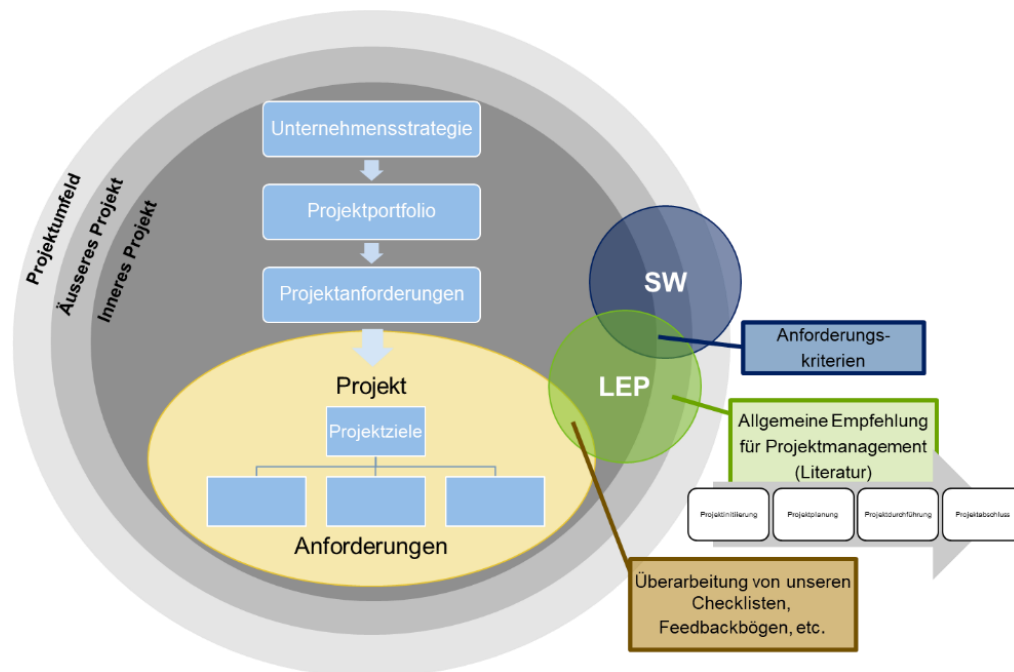 Projektumfeld
Äusseres Projekt
Inneres Projekt
Unternehmensstrategie
Projektportfolio
Projektanforderungen
Projekt
Projektziele
Anforderungen
SW
LEP
Anforderungs-
kriterien
Allgemeine Empfehlung
für Projektmanagement
(Literatur)
Projektinitilierung
Projektplanung
Projektdurchführung
Projektabschluss
Überarbeitung von unseren
Checklisten,
Feedbackbögen, etc.